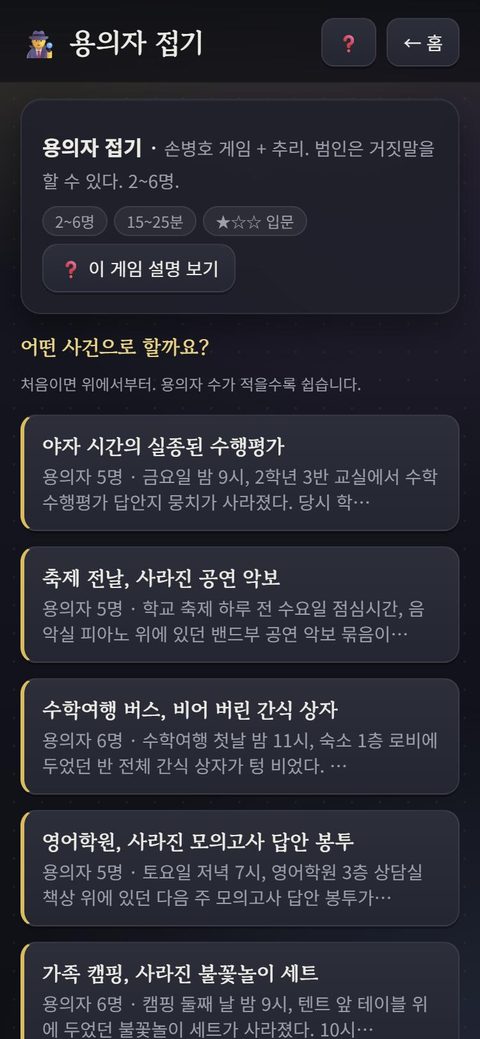 용의자 접기
❓
← 홈
용의자 접기 · 손병호 게임 + 추리. 범인은 거짓말을
할 수 있다. 2~6명.
2~6명
15~25분
★☆☆ 입문
❓ 이 게임 설명 보기
어떤 사건으로 할까요?
처음이면 위에서부터. 용의자 수가 적을수록 쉽습니다.
야자 시간의 실종된 수행평가
용의자 5명 · 금요일 밤 9시, 2학년 3반 교실에서 수학
수행평가 답안지 뭉치가 사라졌다. 당시 학…
축제 전날, 사라진 공연 악보
용의자 5명 · 학교 축제 하루 전 수요일 점심시간, 음
악실 피아노 위에 있던 밴드부 공연 악보 묶음이…
수학여행 버스, 비어 버린 간식 상자
용의자 6명 · 수학여행 첫날 밤 11시, 숙소 1층 로비에
두었던 반 전체 간식 상자가 텅 비었다. …
영어학원, 사라진 모의고사 답안 봉투
용의자 5명 · 토요일 저녁 7시, 영어학원 3층 상담실
책상 위에 있던 다음 주 모의고사 답안 봉투가…
가족 캠핑, 사라진 불꽃놀이 세트
용의자 6명 · 캠핑 둘째 날 밤 9시, 텐트 앞 테이블 위
에 두었던 불꽃놀이 세트가 사라졌다. 10시…